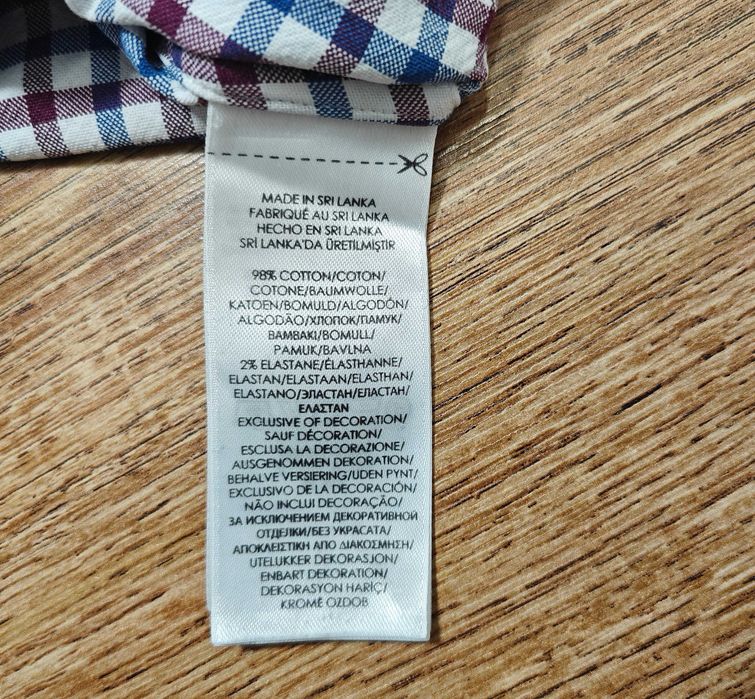 MADE IN SRI LANKA
FABRIQUÉ AU SRI LANKA
HECHO EN SRI LANKA
SRİ LANKA'DA ÜRETİLMİŞTİR
98% COTTON/COTON/
COTONE/BAUMWOLLE/
KATOEN/BOMULD/ALGODÓN/
ALGODÃO/ХЛОПОК/ПАМУК/
ΒΑΜΒΑΚΙ/BOMULL/
PAMUK/BAVLNA
2% ELASTANE/ÉLASTHANNE/
ELASTAN/ELASTAAN/ELASTHAN/
ELASTANO/ЭЛАСТАН/ЕЛАСТАН/
ΕΛΑΣΤΑΝ
EXCLUSIVE OF DECORATION/
SAUF DÉCORATION/
ESCLUSA LA DECORAZIONE/
AUSGENOMMEN DEKORATION/
BEHALVE VERSIERING/UDEN PYNT/
EXCLUSIVO DE LA DECORACIÓN/
NÃO INCLUI DECORAÇÃO/
ЗА ИСКЛЮЧЕНИЕМ ДЕКОРАТИВНОЙ
ОТДЕЛКИ/БЕЗ УКРАСАТА/
ΑΠΟΚΛΕΙΣΤΙΚΗ ΑΠΟ ΔΙΑΚΟΣΜΗΣΗ/
UTELUKKER DEKORASJON/
ENBART DEKORATION/
DEKORASYON HARİÇ/
KROMĚ OZDOB